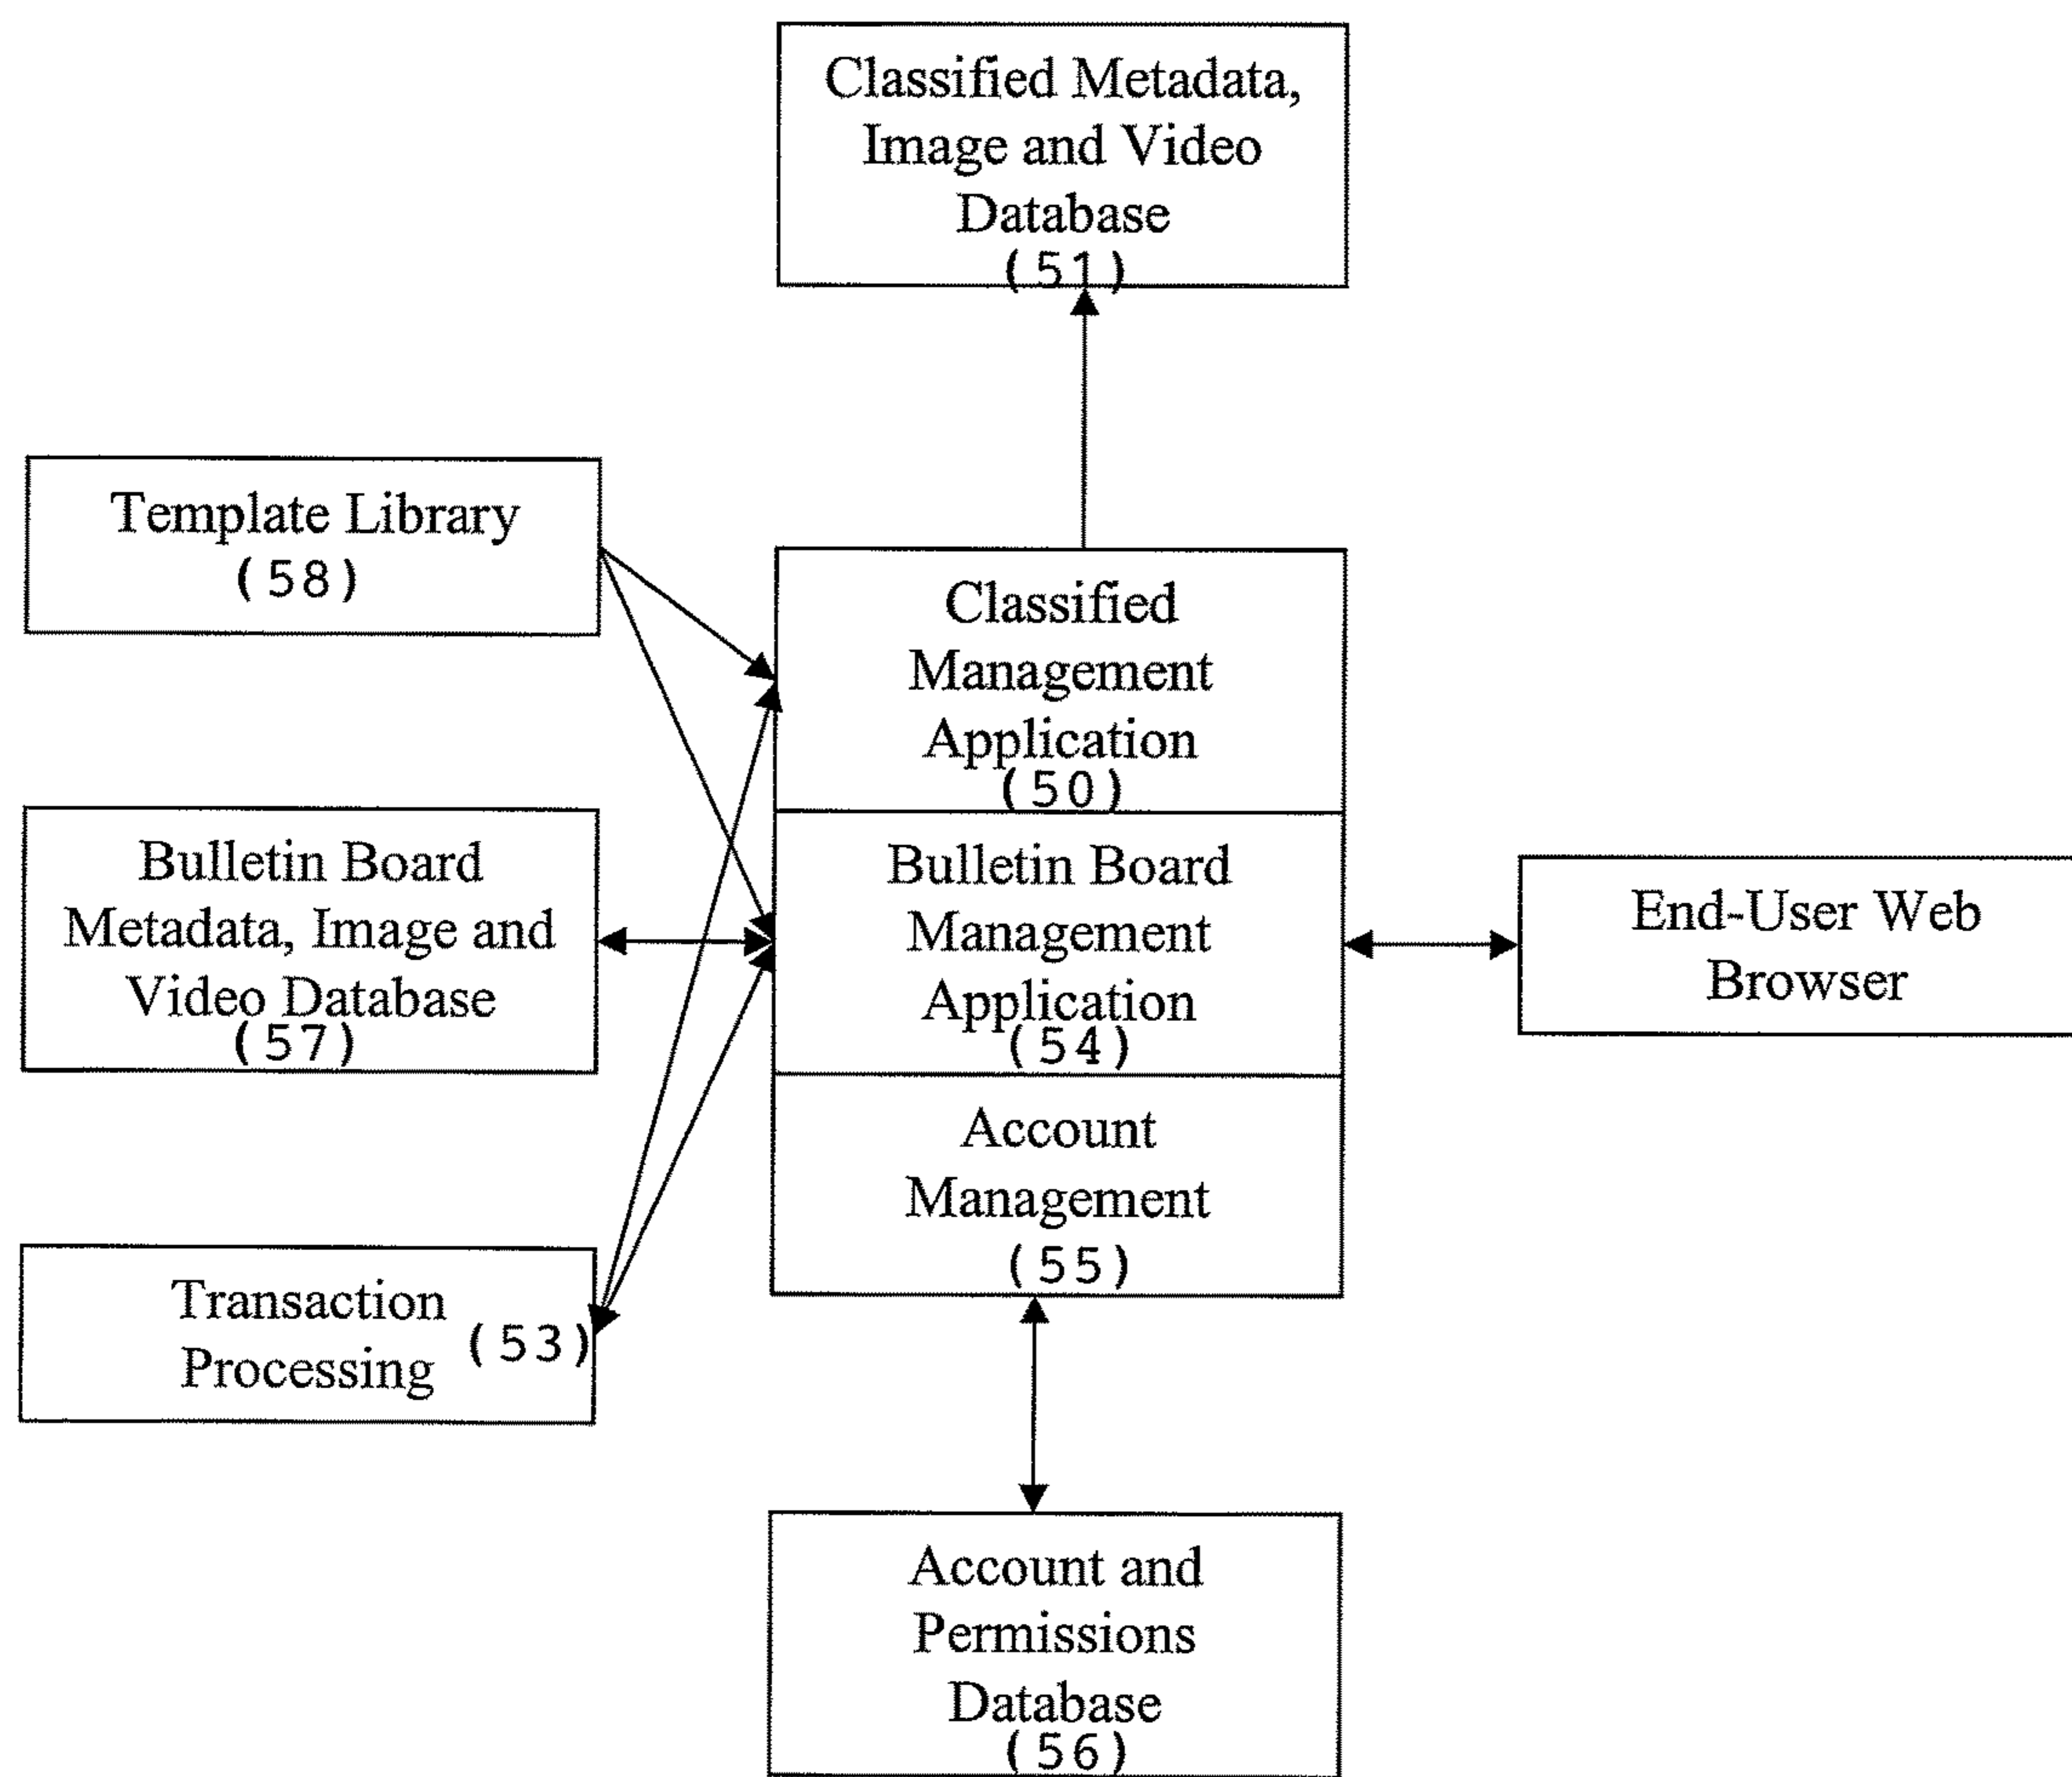 Classified Metadata,
Image and Video
Database
(51)
Template Library
(58)
Classified
Management
Application
(50)
Bulletin Board
Metadata, Image and
Video Database
(57)
Bulletin Board
Management
Application
(54)
End-User Web
Browser
Account
Management
(55)
Transaction
Processing (53)
Account and
Permissions
Database
(56)